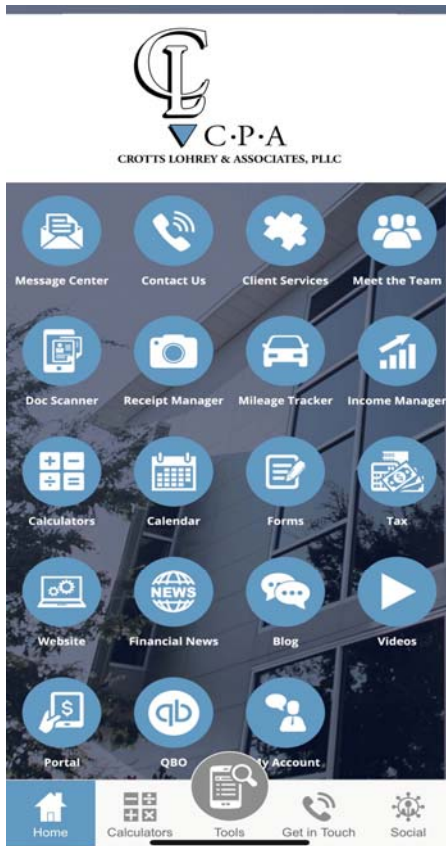 CL
C·P·A
CROTTS LOHREY & ASSOCIATES, PLLC
Message Center
Contact Us
Client Services
Meet the Team
Doc Scanner
Receipt Manager
Mileage Tracker
Income Manager
Calculators
Calendar
Forms
Tax
NEWS
Website
Financial News
Blog
Videos
$
qb
Portal
QBO
y Account
Home
Calculators
Tools
Get in Touch
Social